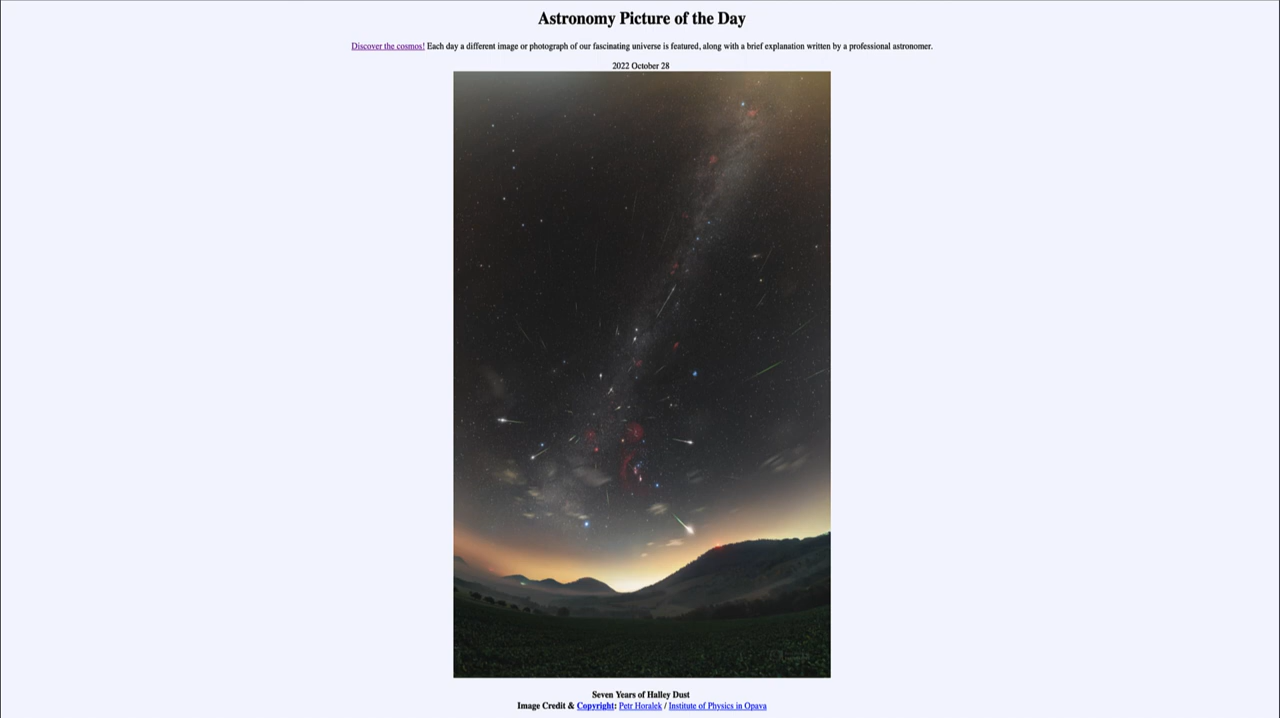 Astronomy Picture of the Day
Discover the cosmos! Each day a different image or photograph of our fascinating universe is featured, along with a brief explanation written by a professional astronomer.
2022 October 28
Seven Years of Halley Dust
Image Credit & Copyright: Petr Horalek / Institute of Physics in Opava